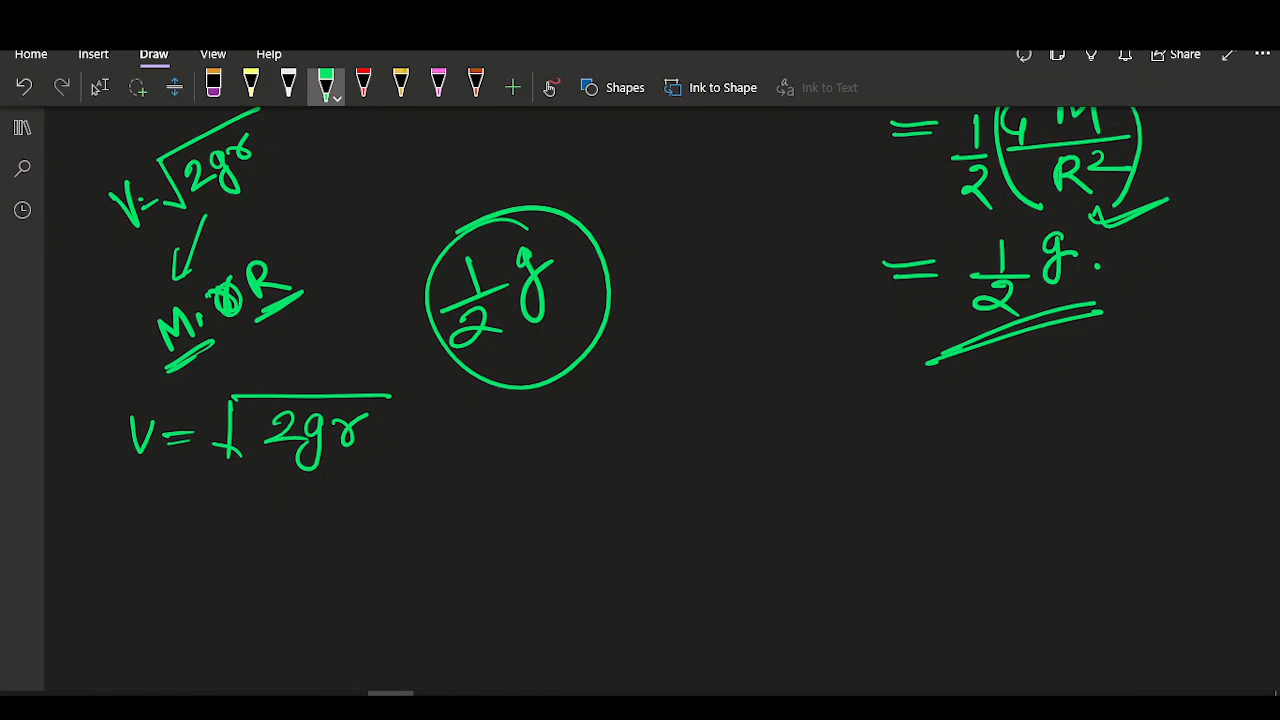 Home Insert Draw View Help Share
Shapes Ink to Shape Ink to Text
V=√2gr
M, R
1/2 g
V = √2gr
= 1/2 (GM/R²)
= 1/2 g.